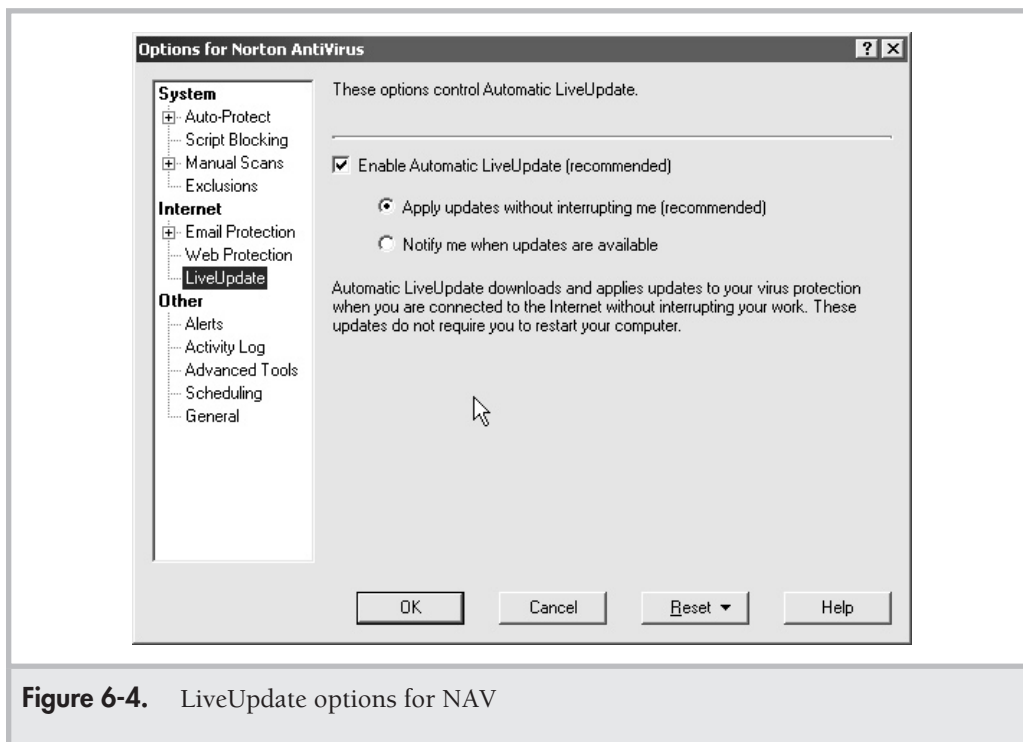 Options for Norton AntiVirus
System
Auto-Protect
Script Blocking
Manual Scans
Exclusions
Internet
Email Protection
Web Protection
LiveUpdate
Other
Alerts
Activity Log
Advanced Tools
Scheduling
General
These options control Automatic LiveUpdate.
Enable Automatic LiveUpdate (recommended)
Apply updates without interrupting me (recommended)
Notify me when updates are available
Automatic LiveUpdate downloads and applies updates to your virus protection
when you are connected to the Internet without interrupting your work. These
updates do not require you to restart your computer.
OK
Cancel
Reset
Help
Figure 6-4. LiveUpdate options for NAV